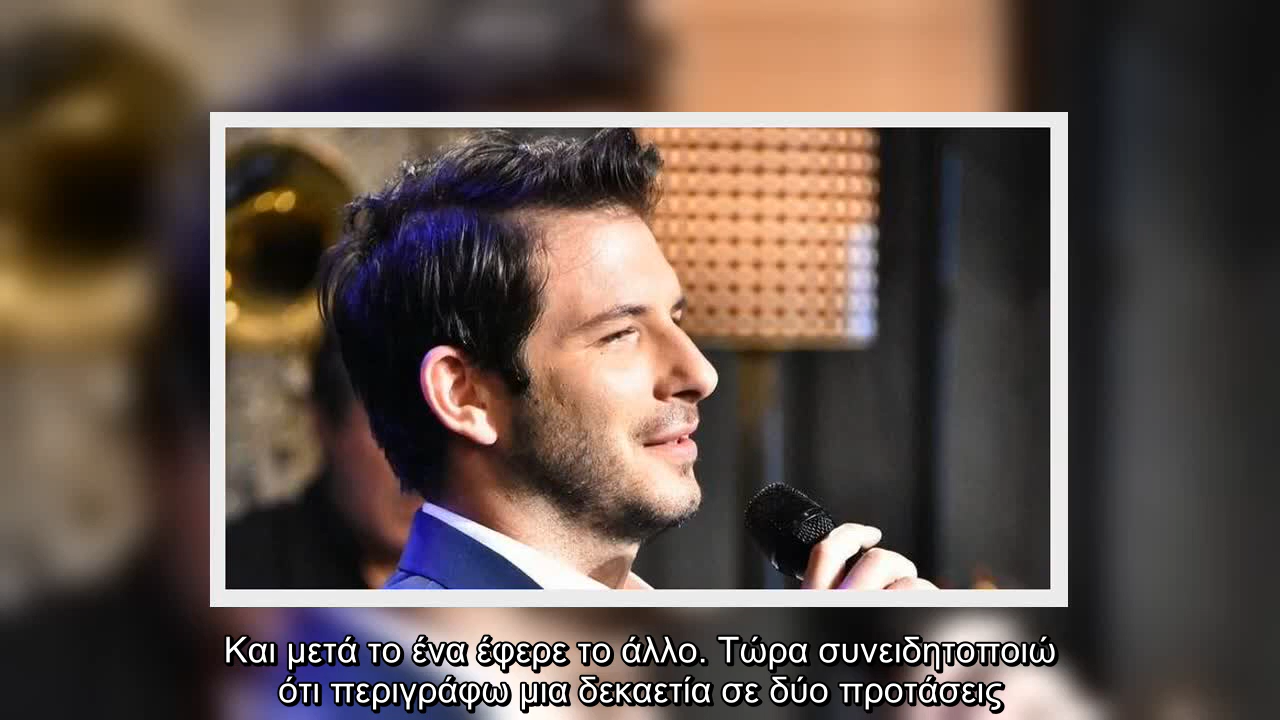 Και μετά το ένα έφερε το άλλο. Τώρα συνειδητοποιώ
ότι περιγράφω μια δεκαετία σε δύο προτάσεις